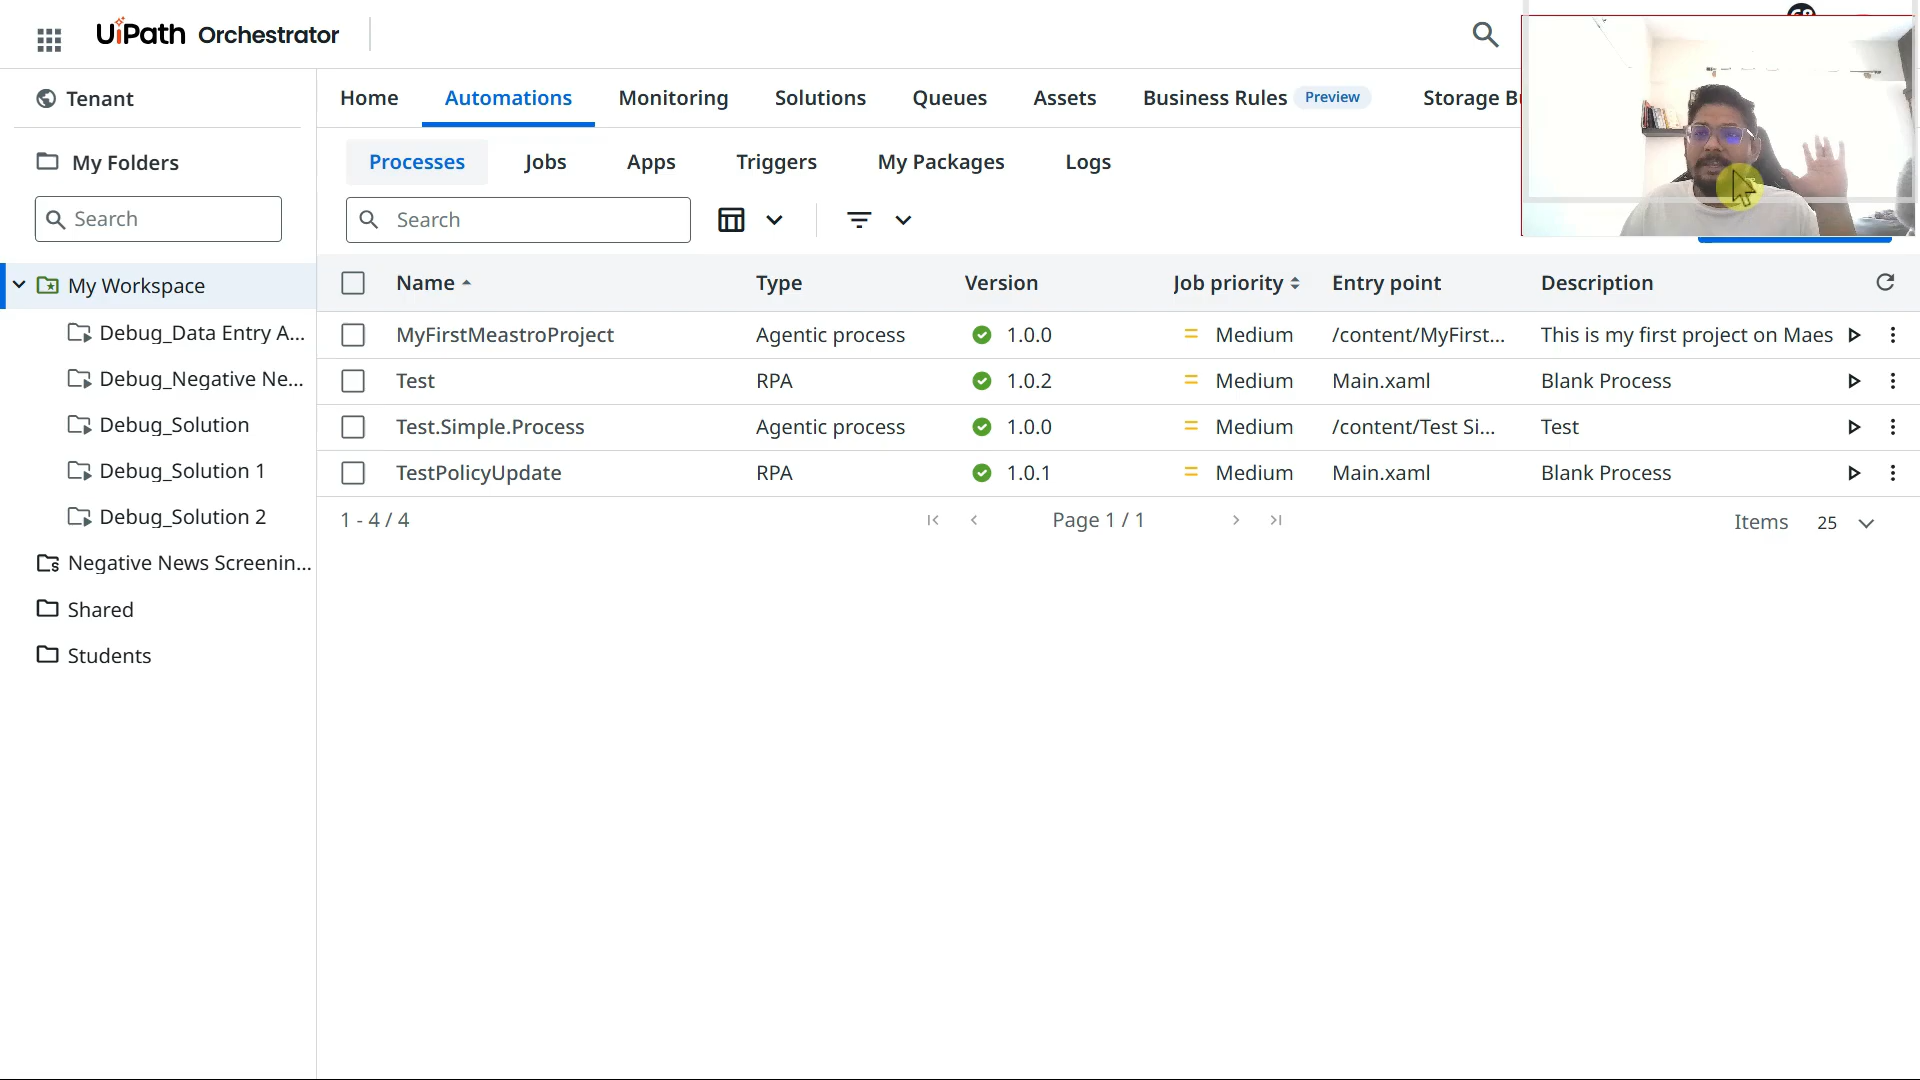 UiPath Orchestrator
Tenant
Home Automations Monitoring Solutions Queues Assets Business Rules Preview Storage B
My Folders
Processes Jobs Apps Triggers My Packages Logs
Search
Search
Name Type Version Job priority Entry point Description
My Workspace
MyFirstMeastroProject Agentic process 1.0.0 Medium /content/MyFirst... This is my first project on Maes
Debug_Data Entry A...
Test RPA 1.0.2 Medium Main.xaml Blank Process
Debug_Negative Ne...
Test.Simple.Process Agentic process 1.0.0 Medium /content/Test Si... Test
Debug_Solution
TestPolicyUpdate RPA 1.0.1 Medium Main.xaml Blank Process
Debug_Solution 1
1 - 4 / 4 Page 1 / 1 Items 25
Debug_Solution 2
Negative News Screenin...
Shared
Students